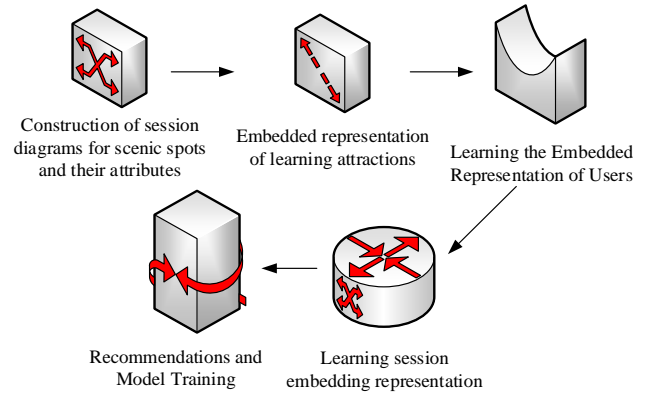 Construction of session
diagrams for scenic spots
and their attributes
Embedded representation
of learning attractions
Learning the Embedded
Representation of Users
Recommendations and
Model Training
Learning session
embedding representation